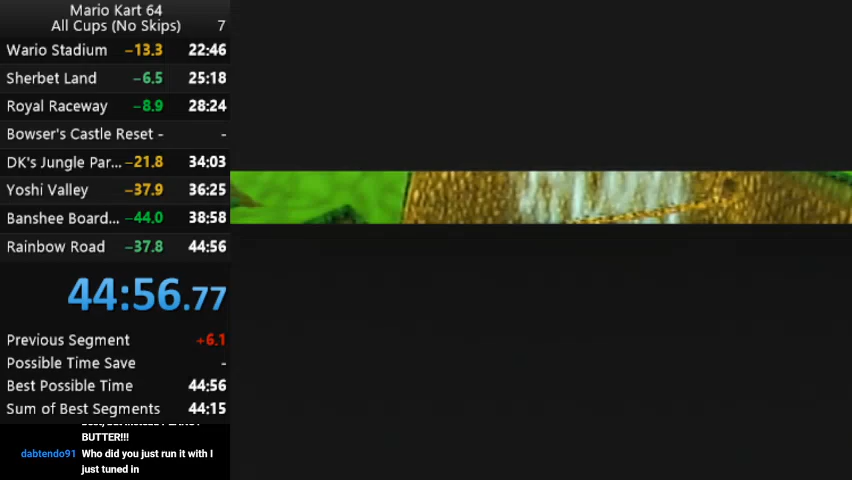 Mario Kart 64
All Cups (No Skips) 7
Wario Stadium −13.3 22:46
Sherbet Land −6.5 25:18
Royal Raceway −8.9 28:24
Bowser's Castle Reset - -
DK's Jungle Par... −21.8 34:03
Yoshi Valley −37.9 36:25
Banshee Board... −44.0 38:58
Rainbow Road −37.8 44:56
44:56.77
Previous Segment +6.1
Possible Time Save -
Best Possible Time 44:56
Sum of Best Segments 44:15
BUTTER!!!
dabtendo91 Who did you just run it with I
just tuned in